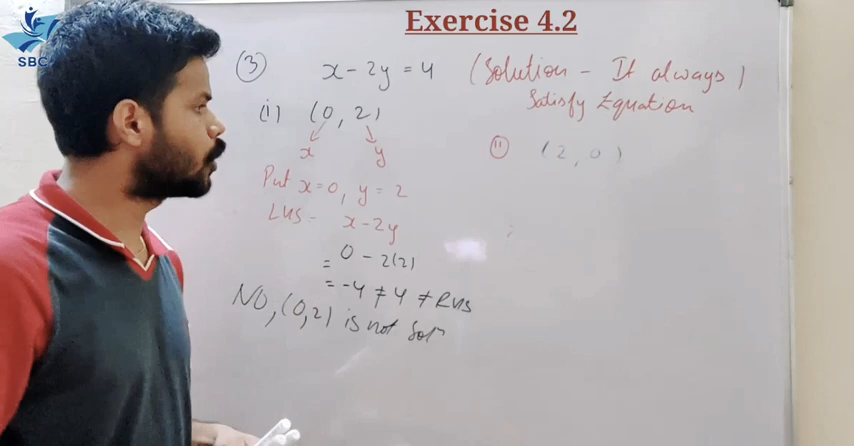 Exercise 4.2
SBC
(3) x - 2y = 4 (Solution - It always)
Satisfy Equation
(i) (0, 2)
x y
(ii) (2, 0)
Put x = 0, y = 2
LHS - x - 2y
= 0 - 2(2)
= -4 ≠ 4 ≠ RHS
NO, (0, 2) is not Solⁿ